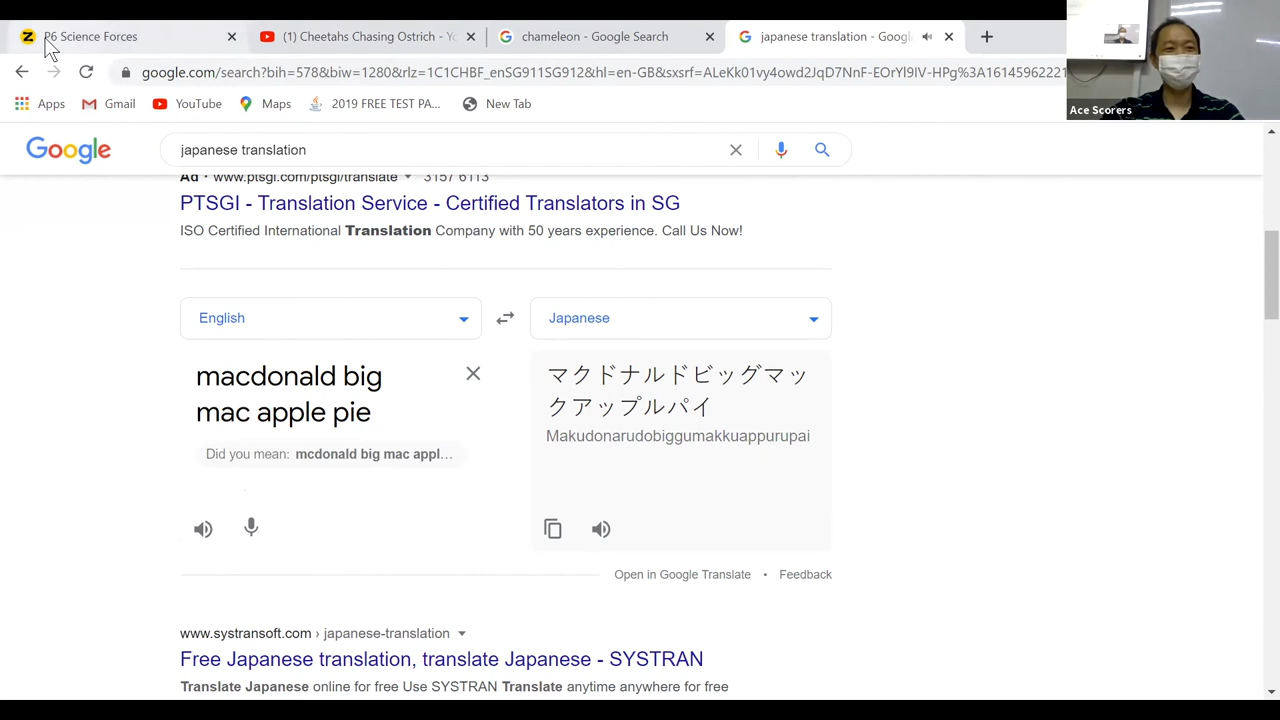 P6 Science Forces
(1) Cheetahs Chasing Ostrich - Yo
chameleon - Google Search
japanese translation - Googl
google.com/search?bih=578&biw=1280&rlz=1C1CHBF_enSG911SG912&hl=en-GB&sxsrf=ALeKk01vy4owd2JqD7NnF-EOrYl9IV-HPg%3A16145962221
Apps
Gmail
YouTube
Maps
2019 FREE TEST PA...
New Tab
Ace Scorers
Google
japanese translation
Ad · www.ptsgi.com/ptsgi/translate 3157 6113
PTSGI - Translation Service - Certified Translators in SG
ISO Certified International Translation Company with 50 years experience. Call Us Now!
English
Japanese
macdonald big
mac apple pie
Did you mean: mcdonald big mac appl...
マクドナルドビッグマッ
クアップルパイ
Makudonarudobiggumakkuappurupai
Open in Google Translate • Feedback
www.systransoft.com › japanese-translation
Free Japanese translation, translate Japanese - SYSTRAN
Translate Japanese online for free Use SYSTRAN Translate anytime anywhere for free